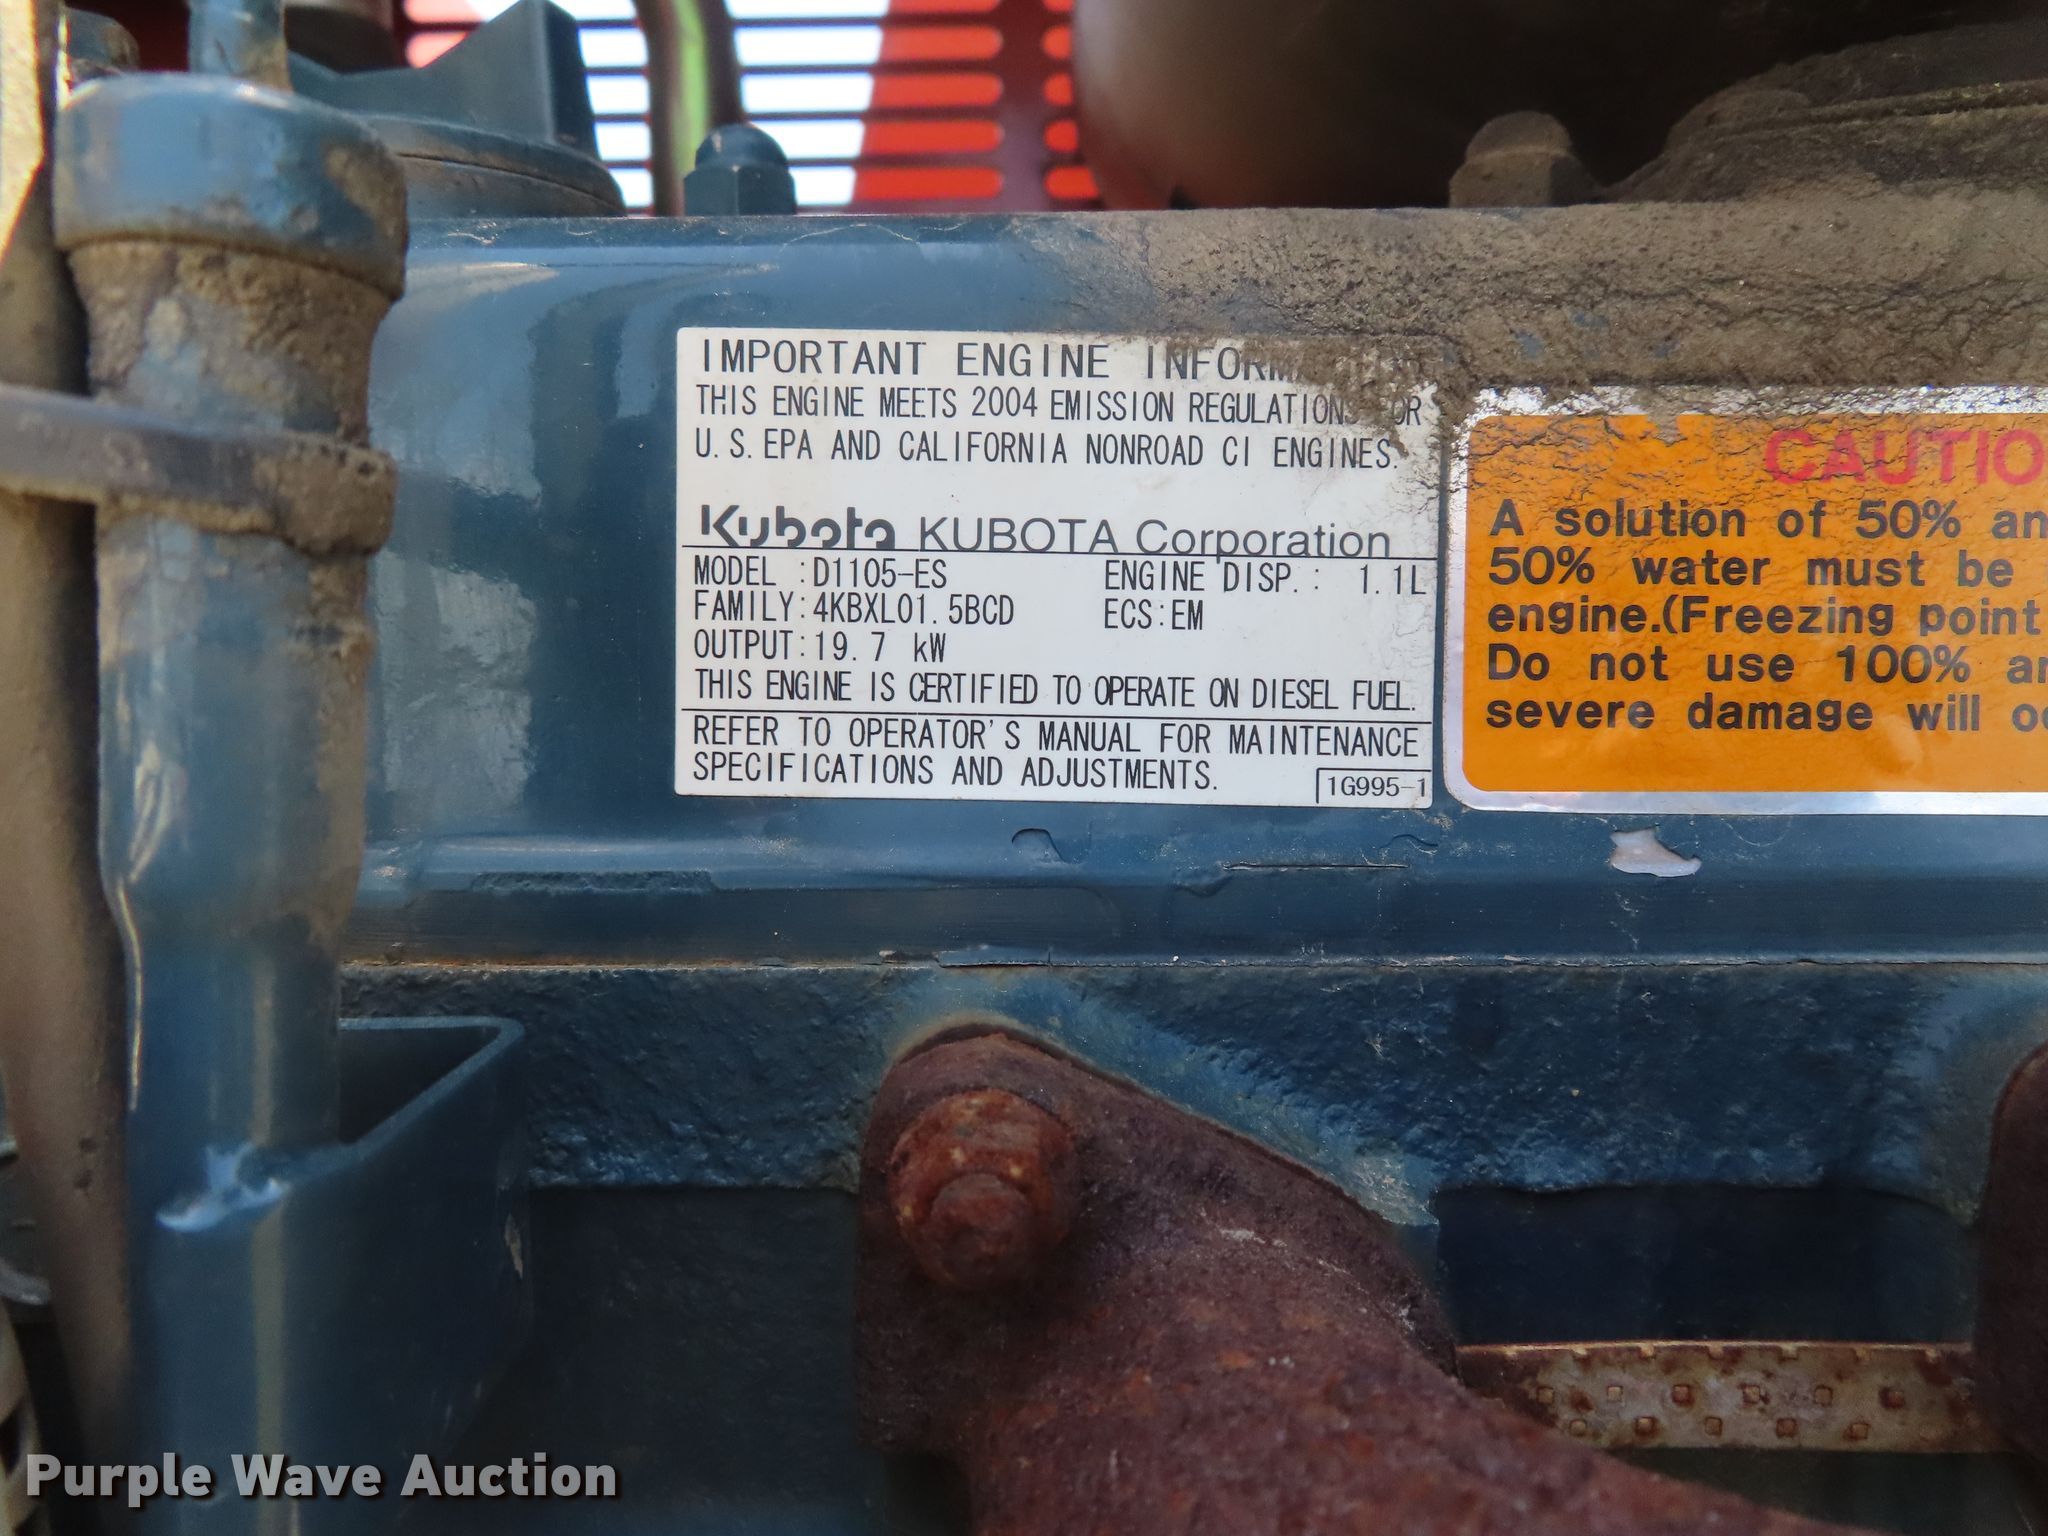 IMPORTANT ENGINE
THIS ENGINE MEETS 2004 EMISSION REGULATIONS FOR
U.S. EPA AND CALIFORNIA NONROAD CI ENGINES.
Kubota KUBOTA Corporation
MODEL :D1105-ES ENGINE DISP.: 1.1L
FAMILY:4KBXL01.5BCD ECS:EM
OUTPUT:19.7 kW
THIS ENGINE IS CERTIFIED TO OPERATE ON DIESEL FUEL.
REFER TO OPERATOR'S MANUAL FOR MAINTENANCE
SPECIFICATIONS AND ADJUSTMENTS.
1G995-1
CAUTIO
A solution of 50% an
50% water must be
engine.(Freezing point
Do not use 100% an
severe damage will oc
Purple Wave Auction